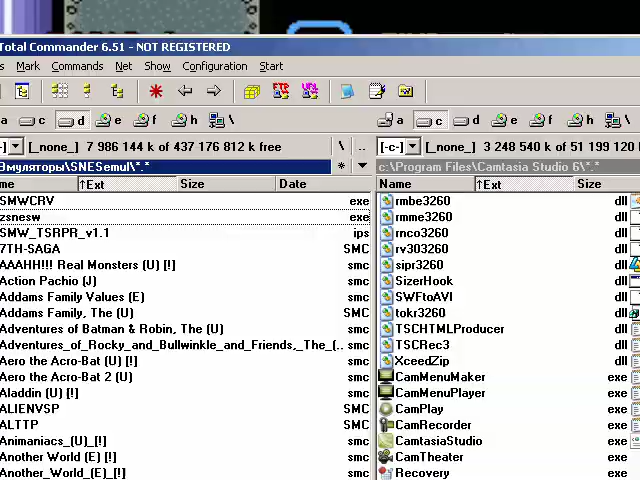 Total Commander 6.51 - NOT REGISTERED
s Mark Commands Net Show Configuration Start
FTP URL
a c d e f h \ a c d e f h \
-] [_none_] 7 986 144 k of 437 176 812 k free \ .. [-c-] [_none_] 3 248 540 k of 51 199 120 k
Эмуляторы\SNESemul\*.* * c:\Program Files\Camtasia Studio 6\*.*
me ↑Ext Size Date Name ↑Ext Size
SMWCRV exe rmbe3260 dll
zsnesw exe rmme3260 dll
SMW_TSRPR_v1.1 ips rnco3260 dll
7TH-SAGA SMC rv303260 dll
AAAHH!!! Real Monsters (U) [!] smc sipr3260 dll
Action Pachio (J) smc SizerHook dll
Addams Family Values (E) smc SWFtoAVI dll
Addams Family, The (U) SMC tokr3260 dll
Adventures of Batman & Robin, The (U) smc TSCHTMLProducer dll
Adventures_of_Rocky_and_Bullwinkle_and_Friends,_The_(.. smc TSCRec3 dll
Aero the Acro-Bat (U) [!] smc XceedZip dll
Aero the Acro-Bat 2 (U) smc CamMenuMaker exe
Aladdin (U) [!] smc CamMenuPlayer exe
ALIENVSP SMC CamPlay exe
ALTTP SMC CamRecorder exe
Animaniacs_(U)_[!] smc CamtasiaStudio exe
Another World (E) [!] smc CamTheater exe
Another_World_(E)_[!] smc Recovery exe